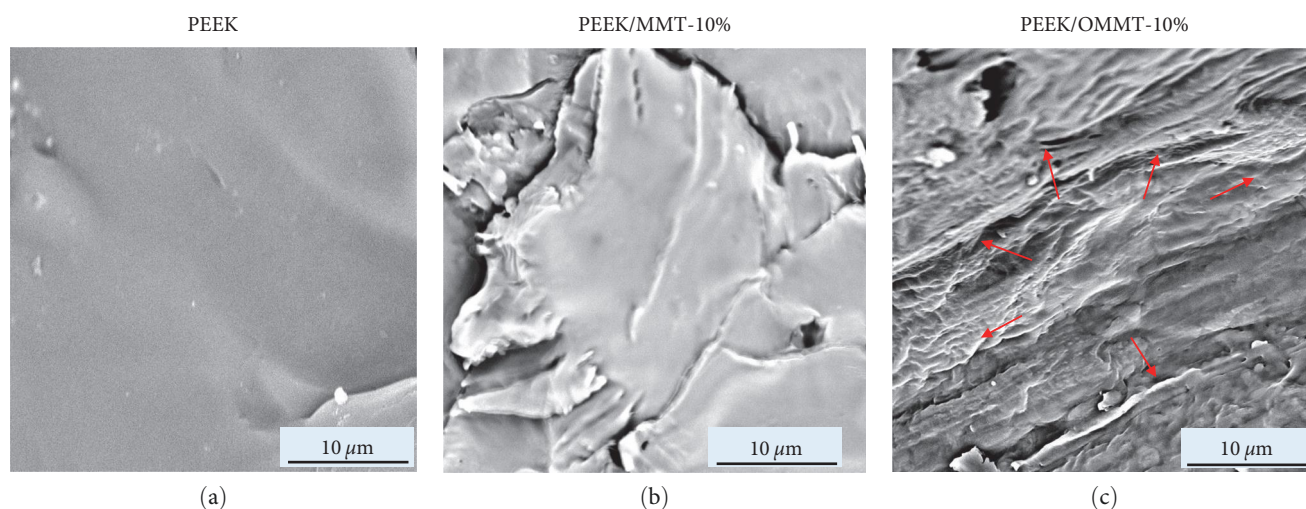 PEEK
PEEK/MMT-10%
PEEK/OMMT-10%
10 µm
10 µm
10 µm
(a)
(b)
(c)